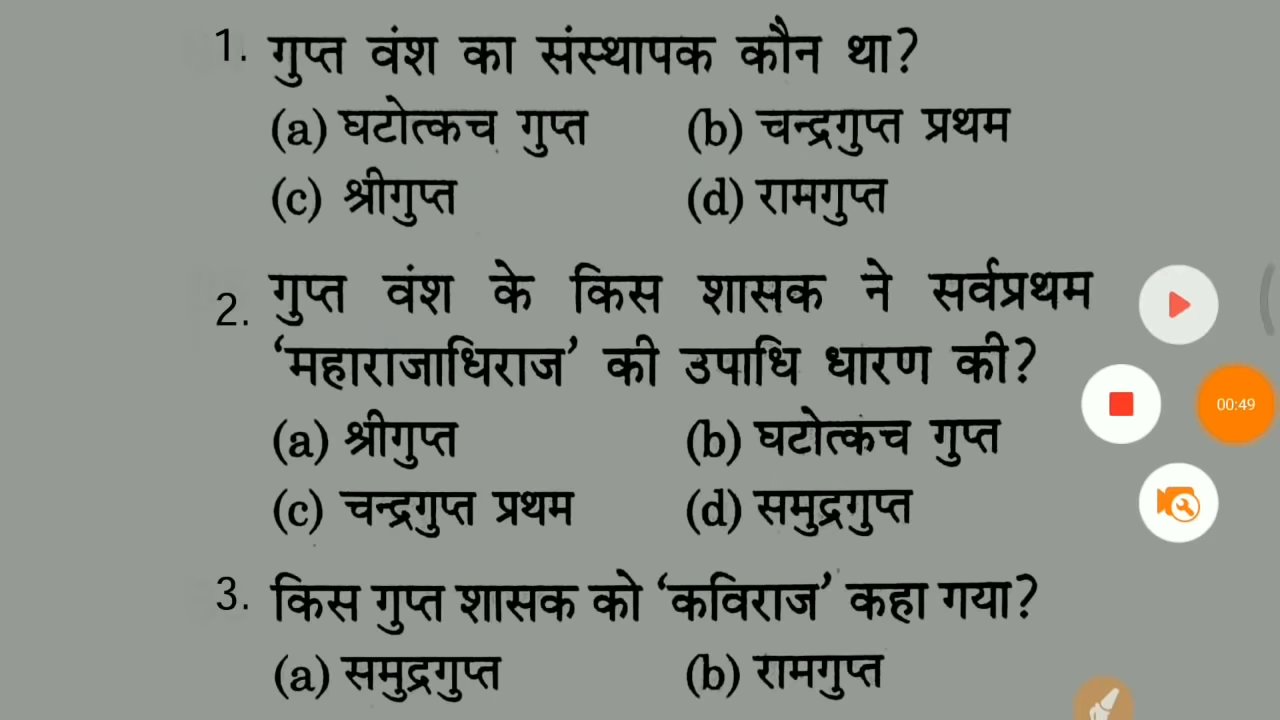 1. गुप्त वंश का संस्थापक कौन था?
(a) घटोत्कच गुप्त (b) चन्द्रगुप्त प्रथम
(c) श्रीगुप्त (d) रामगुप्त
2. गुप्त वंश के किस शासक ने सर्वप्रथम
‘महाराजाधिराज’ की उपाधि धारण की?
(a) श्रीगुप्त (b) घटोत्कच गुप्त
00:49
(c) चन्द्रगुप्त प्रथम (d) समुद्रगुप्त
3. किस गुप्त शासक को ‘कविराज’ कहा गया?
(a) समुद्रगुप्त (b) रामगुप्त